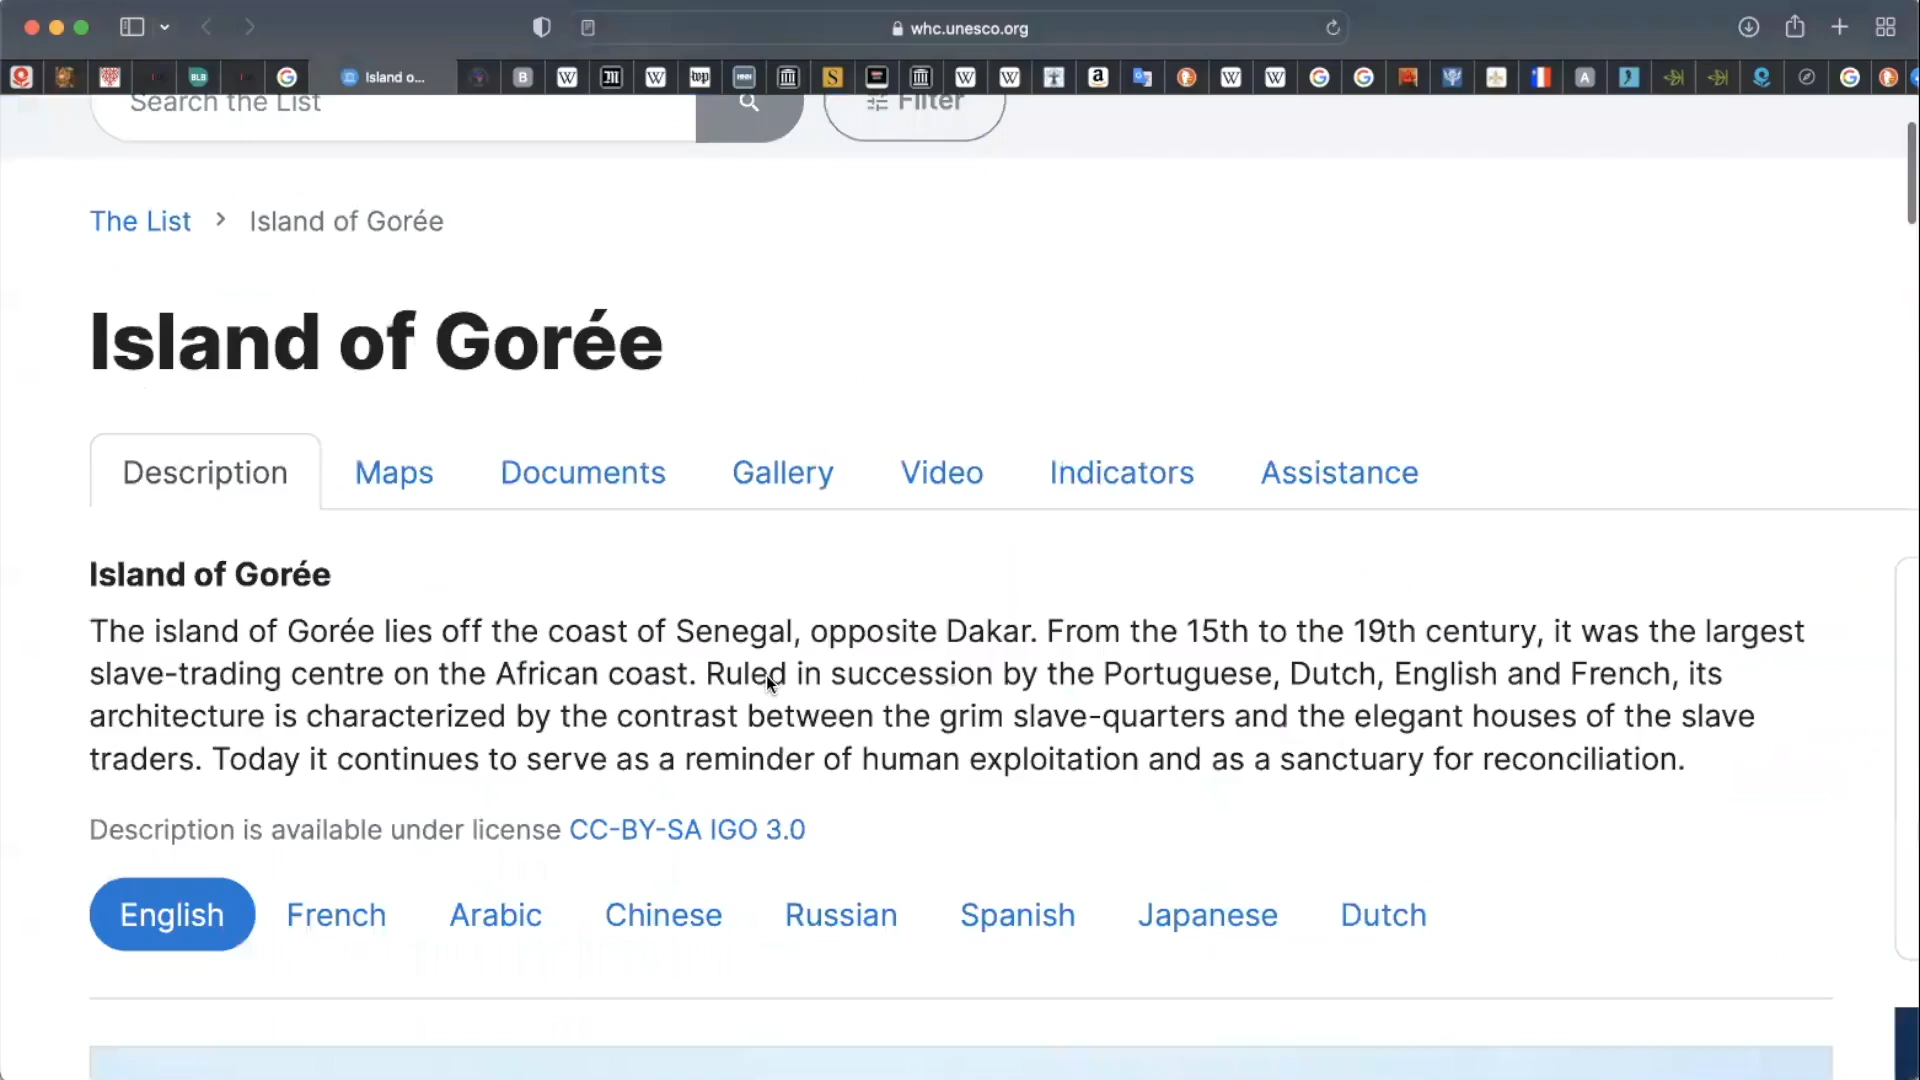 whc.unesco.org
BLB
Island o...
B
W
W
wp
HNN
S
W
W
a
W
W
A
Search the List
Filter
The List > Island of Gorée
Island of Gorée
Description Maps Documents Gallery Video Indicators Assistance
Island of Gorée
The island of Gorée lies off the coast of Senegal, opposite Dakar. From the 15th to the 19th century, it was the largest
slave-trading centre on the African coast. Ruled in succession by the Portuguese, Dutch, English and French, its
architecture is characterized by the contrast between the grim slave-quarters and the elegant houses of the slave
traders. Today it continues to serve as a reminder of human exploitation and as a sanctuary for reconciliation.
Description is available under license CC-BY-SA IGO 3.0
English French Arabic Chinese Russian Spanish Japanese Dutch